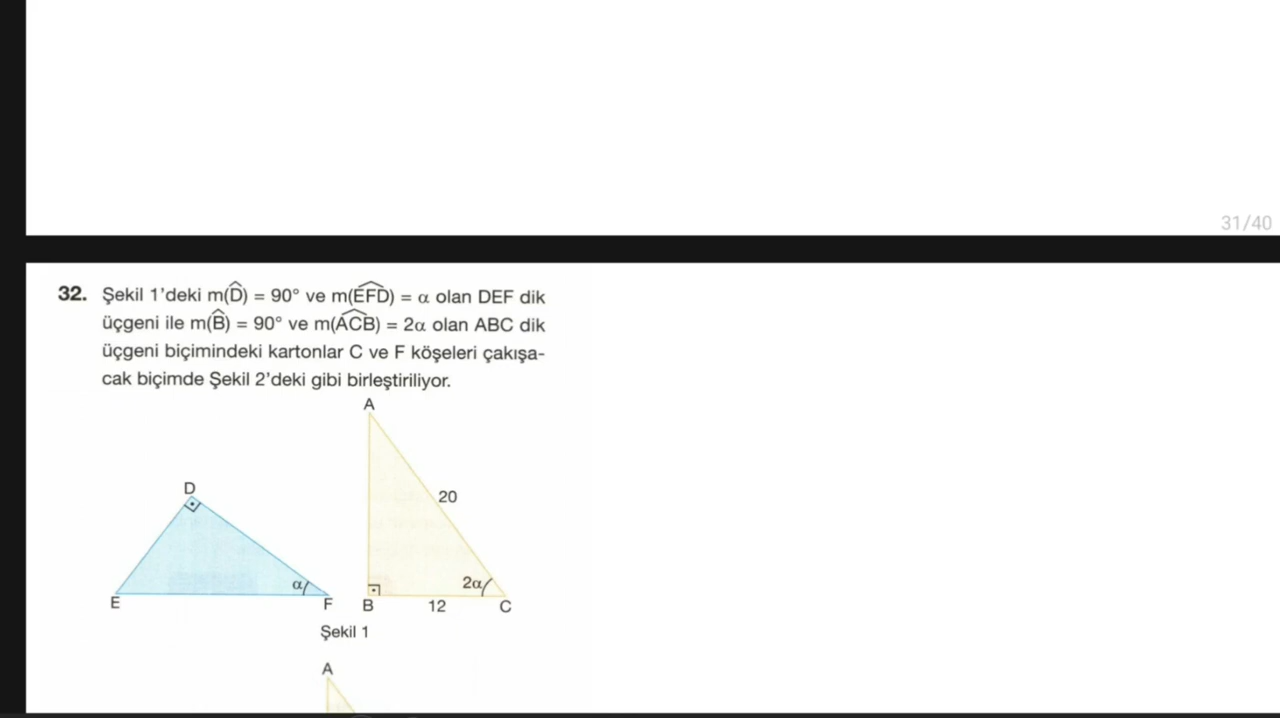 31/40
32. Şekil 1'deki m(D̂) = 90° ve m(EFD) = α olan DEF dik
üçgeni ile m(B̂) = 90° ve m(ACB) = 2α olan ABC dik
üçgeni biçimindeki kartonlar C ve F köşeleri çakışa-
cak biçimde Şekil 2'deki gibi birleştiriliyor.
A
D
20
α
2α
E
F
B
12
C
Şekil 1
A